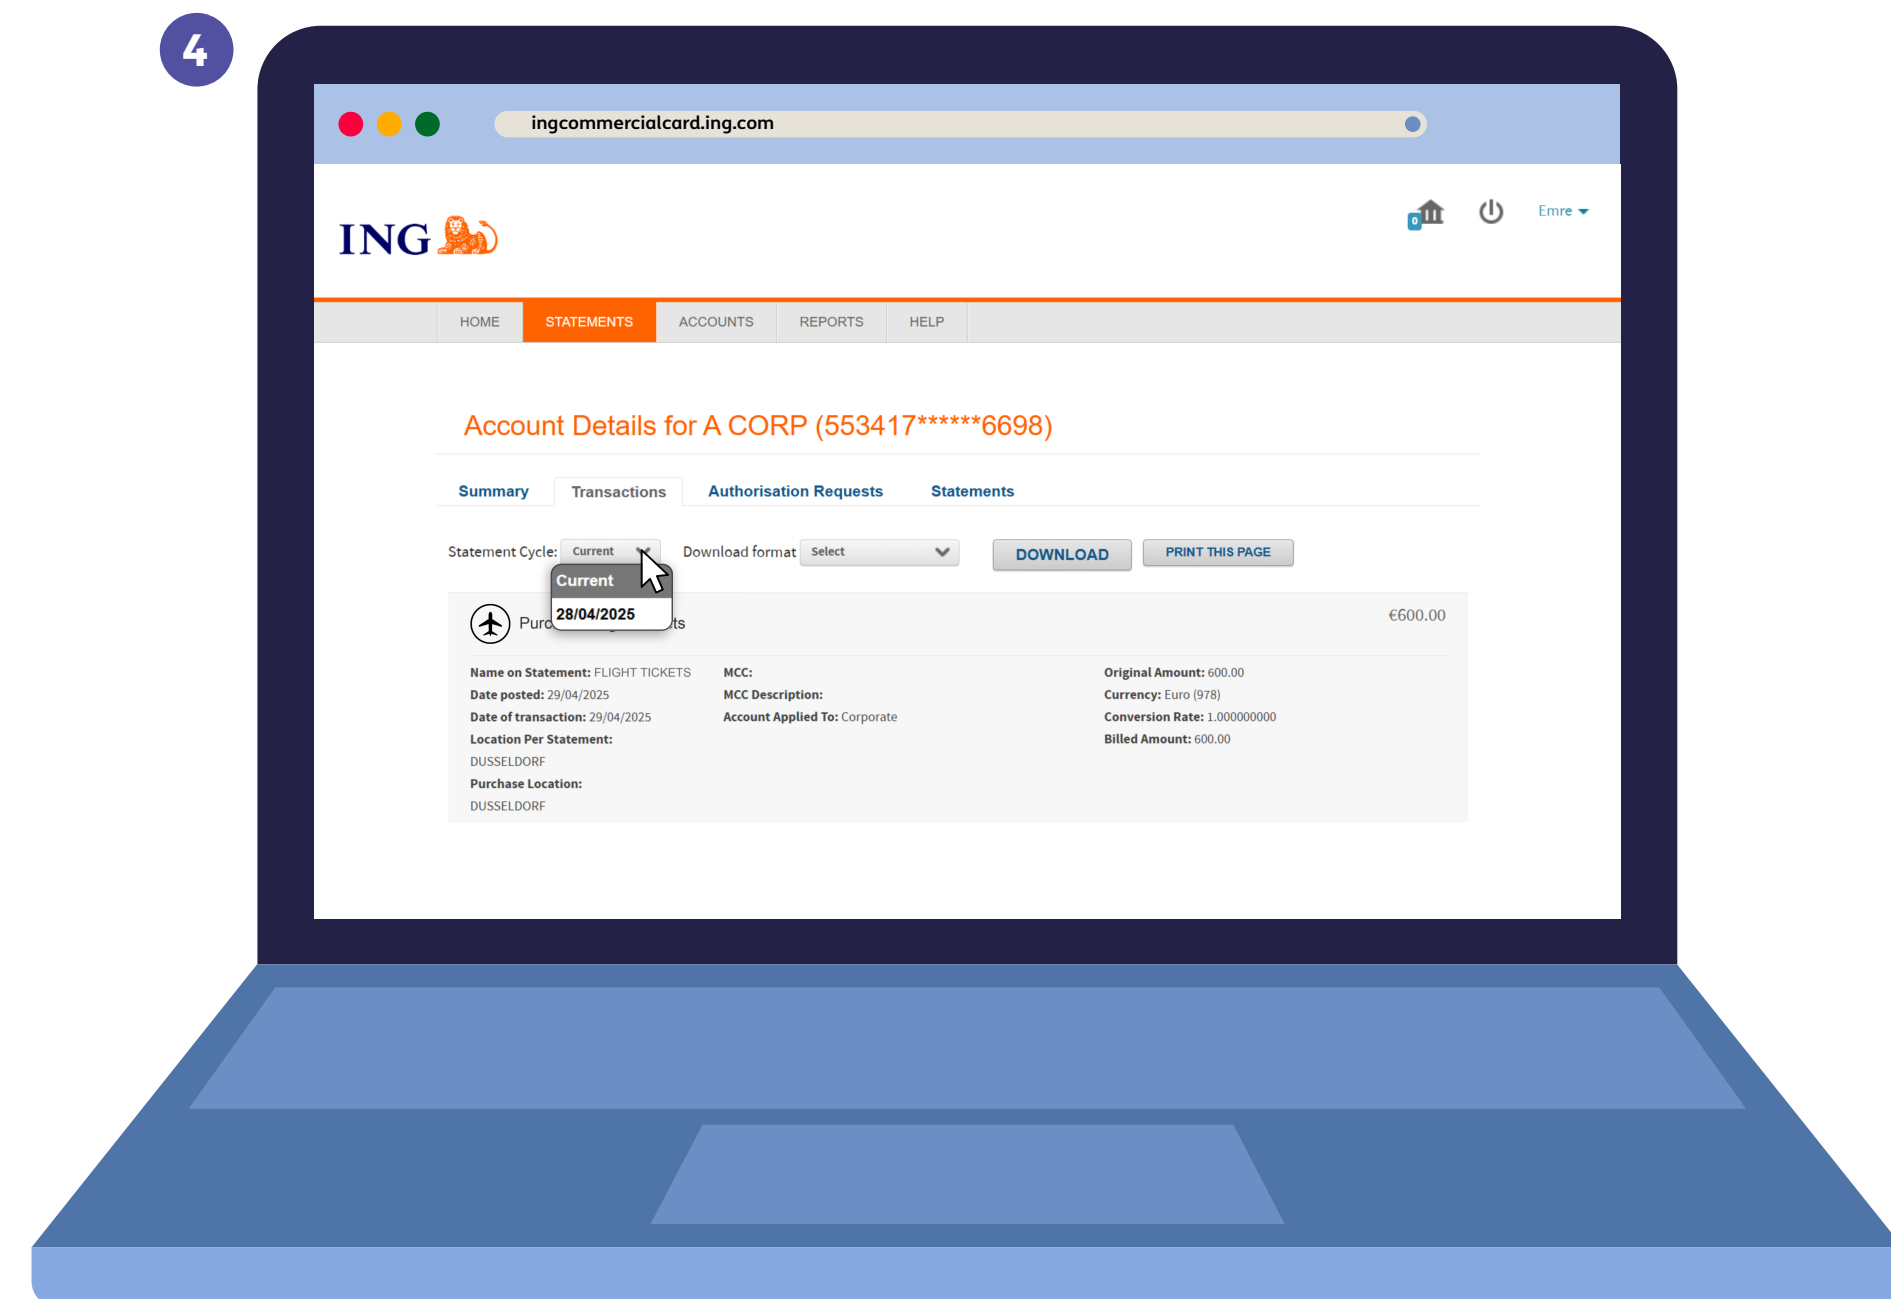 4
ingcommercialcard.ing.com
ING
0
Emre
HOME STATEMENTS ACCOUNTS REPORTS HELP
Account Details for A CORP (553417******6698)
Summary Transactions Authorisation Requests Statements
Statement Cycle: Current Download format Select DOWNLOAD PRINT THIS PAGE
Current
28/04/2025
€600.00
Name on Statement: FLIGHT TICKETS MCC: Original Amount: 600.00
Date posted: 29/04/2025 MCC Description: Currency: Euro (978)
Date of transaction: 29/04/2025 Account Applied To: Corporate Conversion Rate: 1.000000000
Location Per Statement: Billed Amount: 600.00
DUSSELDORF
Purchase Location:
DUSSELDORF